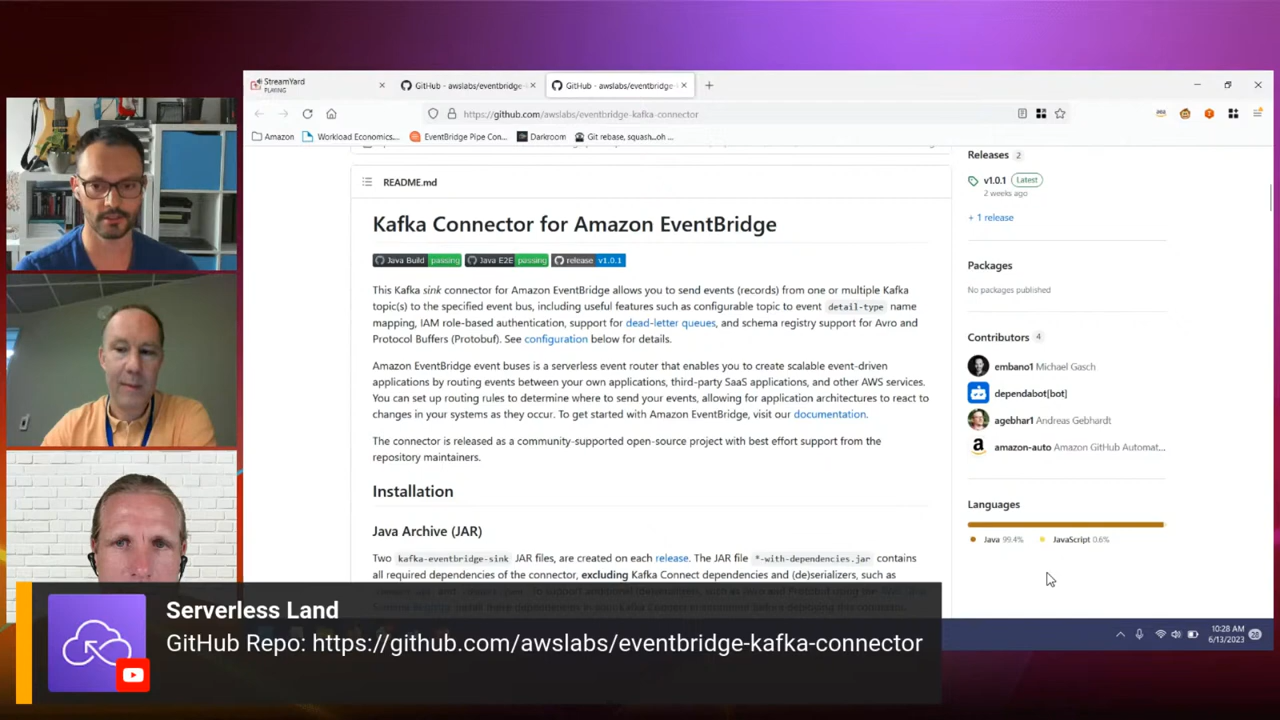 StreamYard
PLAYING
GitHub - awslabs/eventbridge-
GitHub - awslabs/eventbridge-
https://github.com/awslabs/eventbridge-kafka-connector
Amazon
Workload Economics...
EventBridge Pipe Con...
Darkroom
Git rebase, squash...oh ...
README.md
Kafka Connector for Amazon EventBridge
Java Build passing
Java E2E passing
release v1.0.1
This Kafka sink connector for Amazon EventBridge allows you to send events (records) from one or multiple Kafka
topic(s) to the specified event bus, including useful features such as configurable topic to event detail-type name
mapping, IAM role-based authentication, support for dead-letter queues, and schema registry support for Avro and
Protocol Buffers (Protobuf). See configuration below for details.
Amazon EventBridge event buses is a serverless event router that enables you to create scalable event-driven
applications by routing events between your own applications, third-party SaaS applications, and other AWS services.
You can set up routing rules to determine where to send your events, allowing for application architectures to react to
changes in your systems as they occur. To get started with Amazon EventBridge, visit our documentation.
The connector is released as a community-supported open-source project with best effort support from the
repository maintainers.
Installation
Java Archive (JAR)
Two kafka-eventbridge-sink JAR files, are created on each release. The JAR file *-with-dependencies.jar contains
all required dependencies of the connector, excluding Kafka Connect dependencies and (de)serializers, such as
Releases 2
v1.0.1 Latest
2 weeks ago
+ 1 release
Packages
No packages published
Contributors 4
embano1 Michael Gasch
dependabot[bot]
agebhar1 Andreas Gebhardt
amazon-auto Amazon GitHub Automat...
Languages
Java 99.4%
JavaScript 0.6%
Serverless Land
GitHub Repo: https://github.com/awslabs/eventbridge-kafka-connector
10:28 AM
6/13/2023